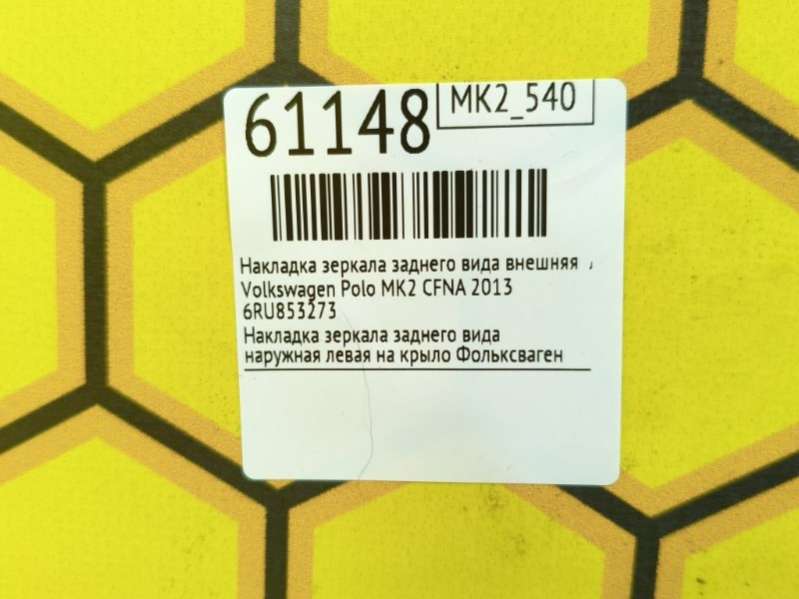 61148
MK2_540
Накладка зеркала заднего вида внешняя
Volkswagen Polo MK2 CFNA 2013
6RU853273
Накладка зеркала заднего вида
наружная левая на крыло Фольксваген